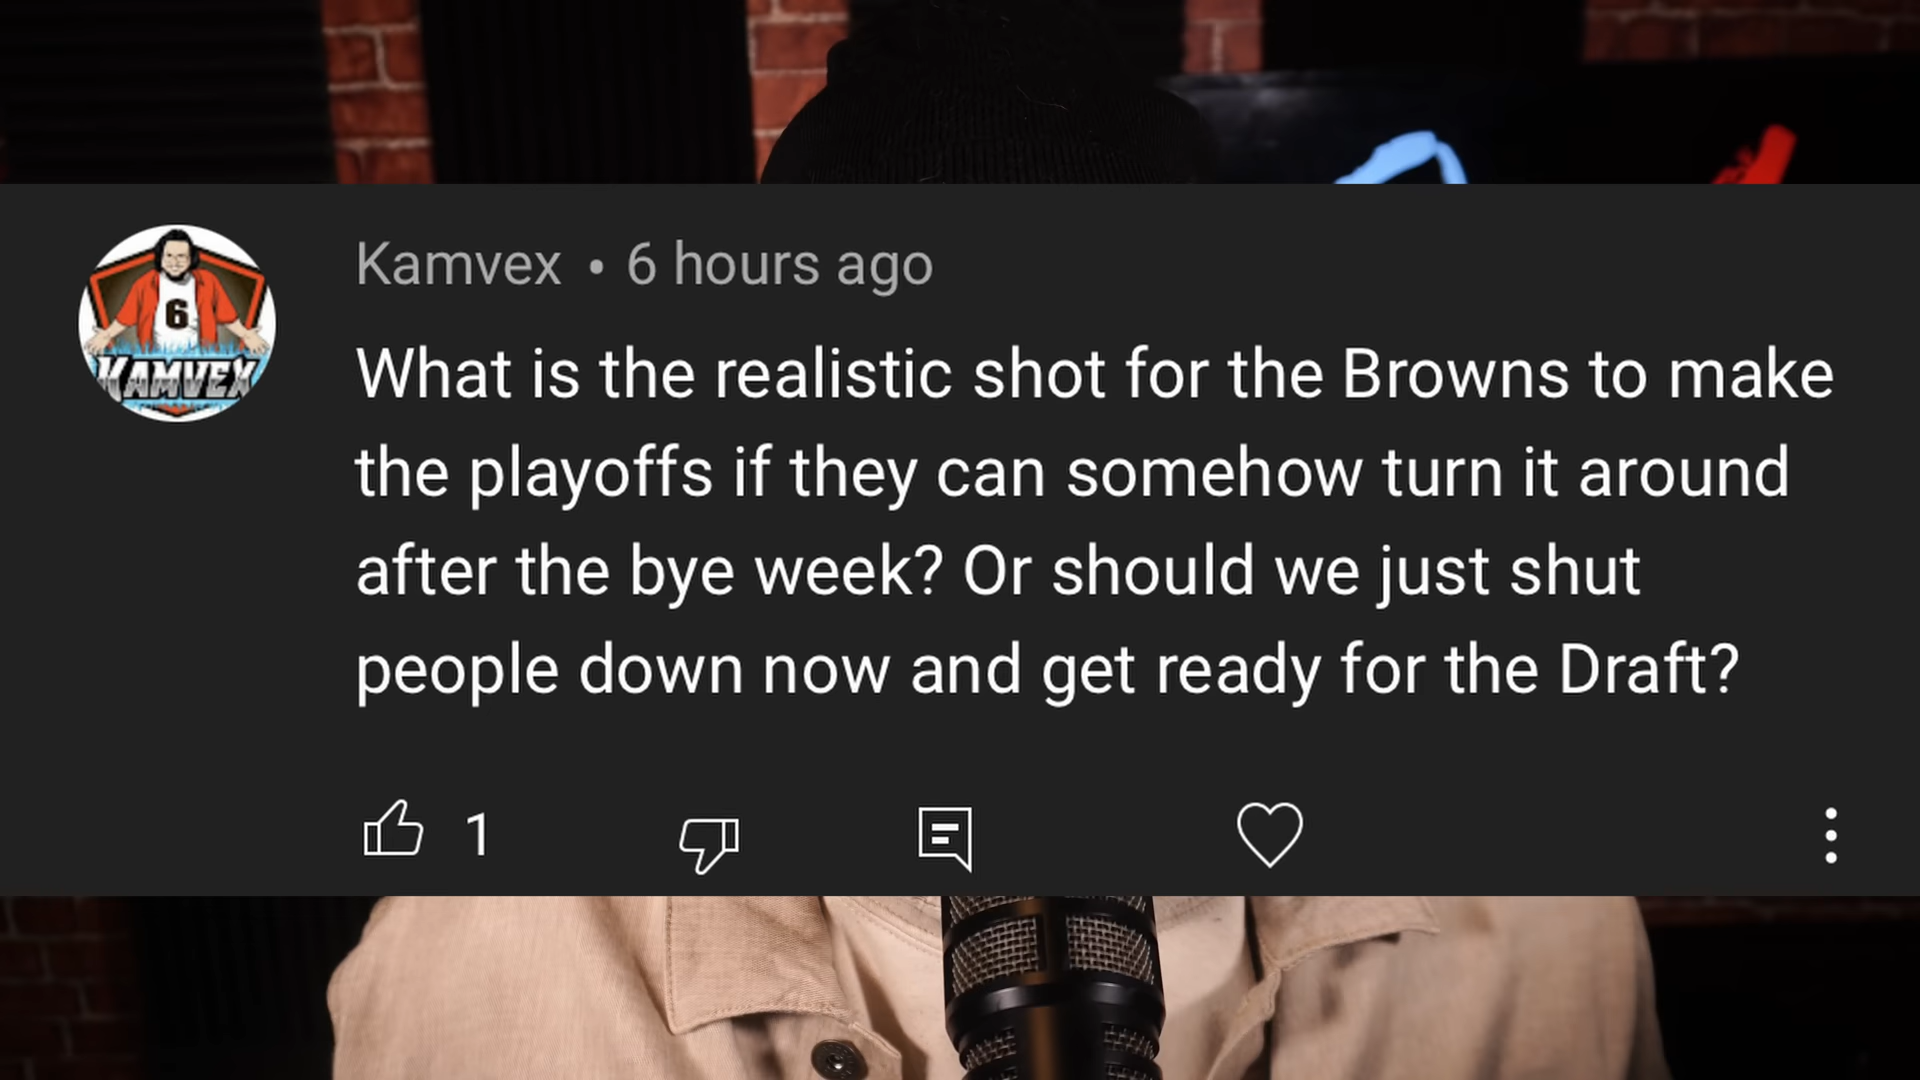 6
KAMVEX
Kamvex • 6 hours ago
What is the realistic shot for the Browns to make
the playoffs if they can somehow turn it around
after the bye week? Or should we just shut
people down now and get ready for the Draft?
1